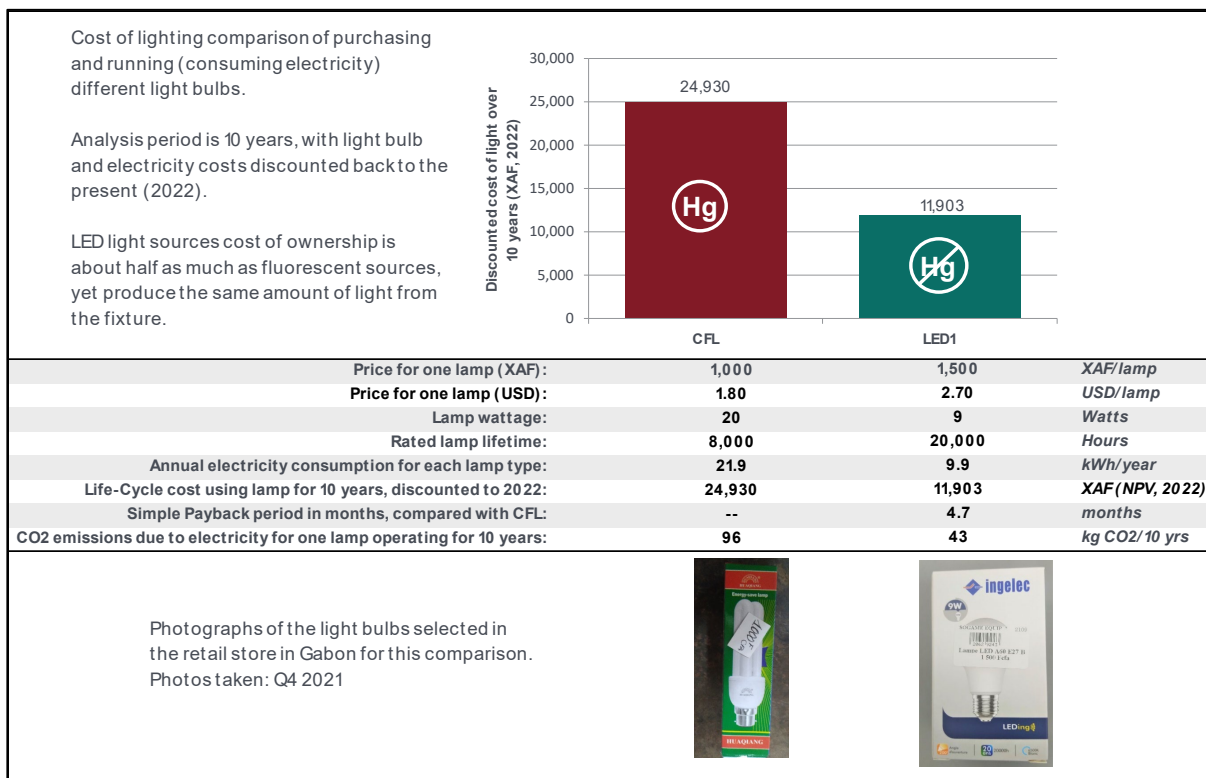 Cost of lighting comparison of purchasing
and running (consuming electricity)
different light bulbs.
Analysis period is 10 years, with light bulb
and electricity costs discounted back to the
present (2022).
LED light sources cost of ownership is
about half as much as fluorescent sources,
yet produce the same amount of light from
the fixture.
Discounted cost of light over
10 years (XAF, 2022)
30,000
25,000
20,000
15,000
10,000
5,000
0
24,930
Hg
11,903
Hg
CFL
LED1
Price for one lamp (XAF): 1,000 1,500 XAF/lamp
Price for one lamp (USD): 1.80 2.70 USD/lamp
Lamp wattage: 20 9 Watts
Rated lamp lifetime: 8,000 20,000 Hours
Annual electricity consumption for each lamp type: 21.9 9.9 kWh/year
Life-Cycle cost using lamp for 10 years, discounted to 2022: 24,930 11,903 XAF (NPV, 2022)
Simple Payback period in months, compared with CFL: -- 4.7 months
CO2 emissions due to electricity for one lamp operating for 10 years: 96 43 kg CO2/10 yrs
Photographs of the light bulbs selected in
the retail store in Gabon for this comparison.
Photos taken: Q4 2021
HUAQIANG
Energy-save lamp
HUAQIANG
ingelec
9W
Lampe LED A60 E27 B
LEDing